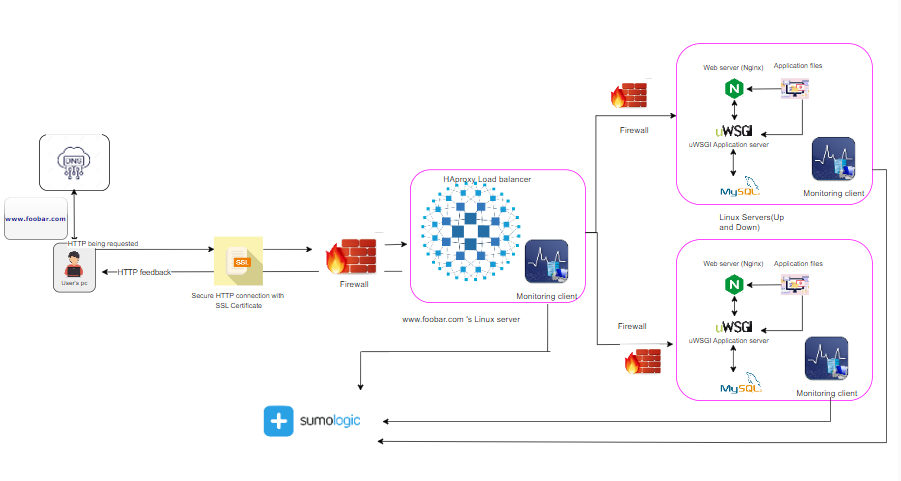 DNS
www.foobar.com
HTTP being requested
HTTP feedback
User's pc
SSL
Secure HTTP connection with
SSL Certificate
Firewall
HAproxy Load balancer
Monitoring client
www.foobar.com 's Linux server
Firewall
Web server (Nginx)
Application files
N
uWSGI
uWSGI Application server
MySQL
Monitoring client
Linux Servers(Up
and Down)
Firewall
Web server (Nginx)
Application files
N
uWSGI
uWSGI Application server
MySQL
Monitoring client
sumologic